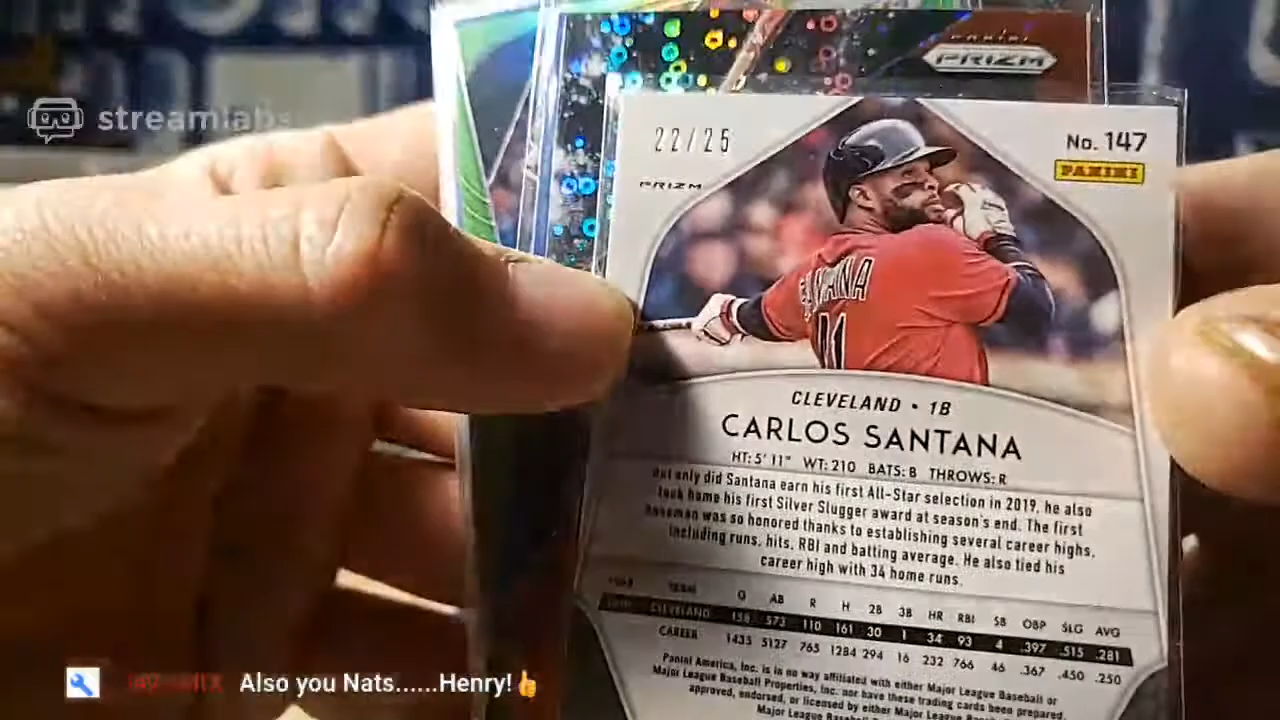 streamlabs
PANINI
PRIZM
22/25
No. 147
PRIZM
PANINI
SANTANA
41
CLEVELAND • 1B
CARLOS SANTANA
HT: 5' 11" WT: 210 BATS: B THROWS: R
Not only did Santana earn his first All-Star selection in 2019, he also
took home his first Silver Slugger award at season's end. The first
baseman was so honored thanks to establishing several career highs,
including runs, hits, RBI and batting average. He also tied his
career high with 34 home runs.
YEAR TEAM G AB R H 2B 3B HR RBI SB OBP SLG AVG
2019 CLEVELAND 158 573 110 161 30 1 34 93 4 .397 .515 .281
CAREER 1435 5127 765 1284 294 16 232 766 46 .367 .450 .250
Panini America, Inc. is in no way affiliated with either Major League Baseball or
Major League Baseball Properties, Inc. nor have these trading cards been prepared,
approved, endorsed, or licensed by either Major League Baseball or
Major League Baseball
Also you Nats......Henry!👍